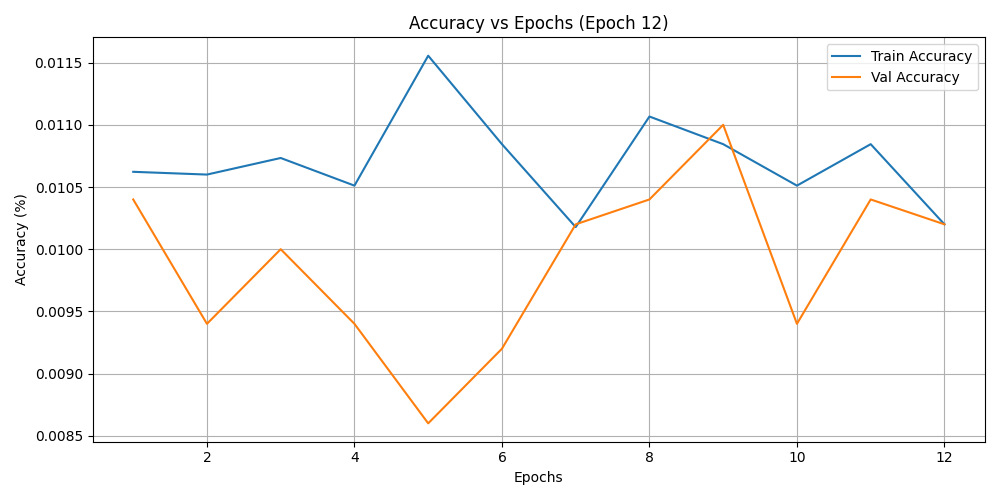 Accuracy vs Epochs (Epoch 12)
Train Accuracy
Val Accuracy
Accuracy (%)
0.0115
0.0110
0.0105
0.0100
0.0095
0.0090
0.0085
2 4 6 8 10 12
Epochs